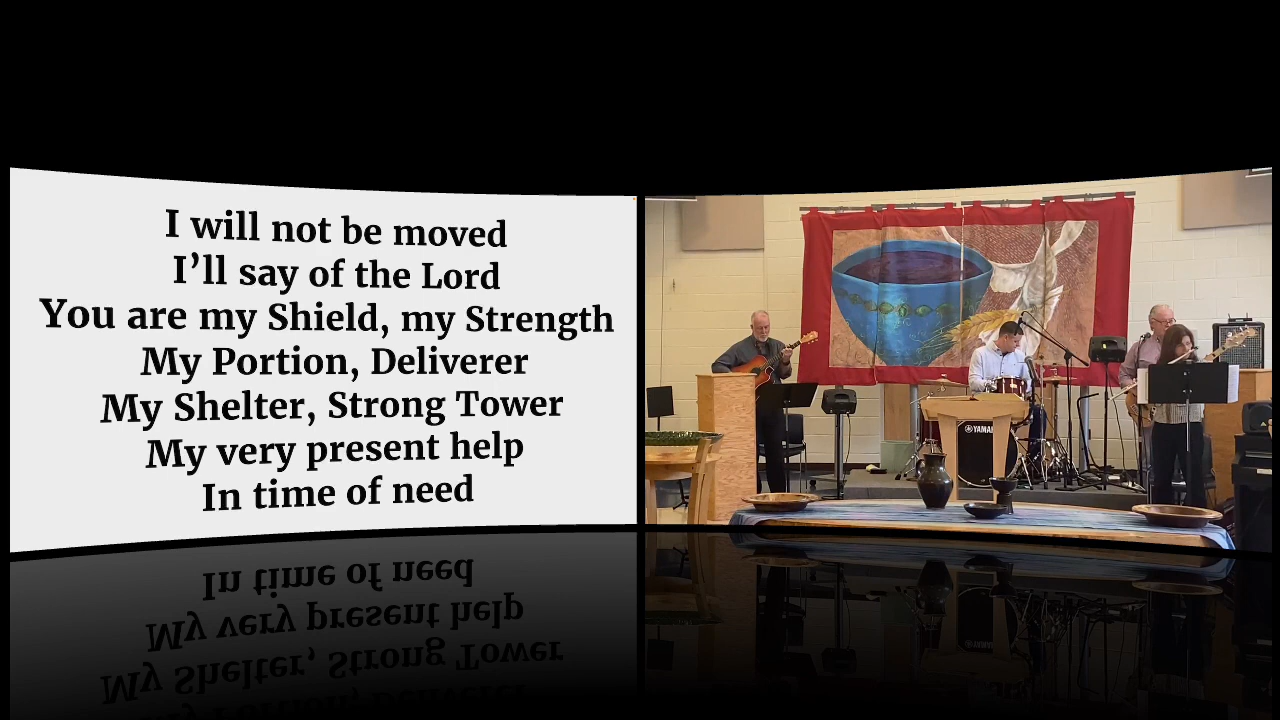 I will not be moved
I’ll say of the Lord
You are my Shield, my Strength
My Portion, Deliverer
My Shelter, Strong Tower
My very present help
In time of need
YAMAHA